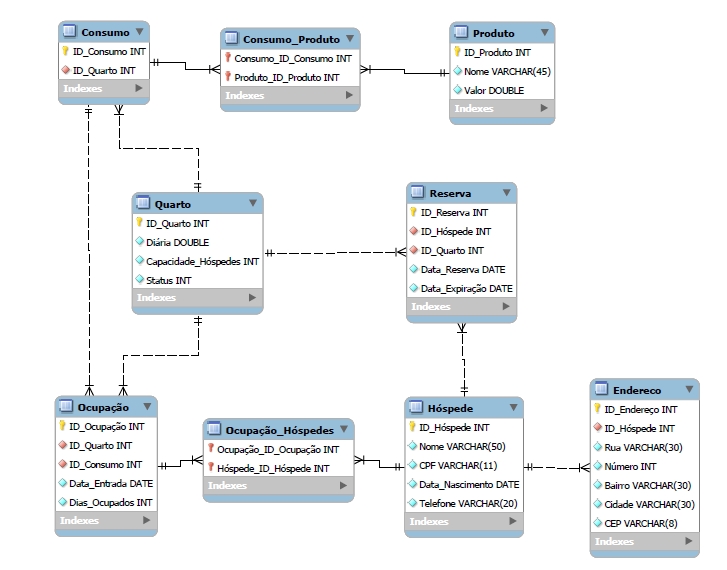 Consumo
ID_Consumo INT
ID_Quarto INT
Indexes
Consumo_Produto
Consumo_ID_Consumo INT
Produto_ID_Produto INT
Indexes
Produto
ID_Produto INT
Nome VARCHAR(45)
Valor DOUBLE
Indexes
Quarto
ID_Quarto INT
Diária DOUBLE
Capacidade_Hóspedes INT
Status INT
Indexes
Reserva
ID_Reserva INT
ID_Hóspede INT
ID_Quarto INT
Data_Reserva DATE
Data_Expiração DATE
Indexes
Ocupação
ID_Ocupação INT
ID_Quarto INT
ID_Consumo INT
Data_Entrada DATE
Dias_Ocupados INT
Indexes
Ocupação_Hóspedes
Ocupação_ID_Ocupação INT
Hóspede_ID_Hóspede INT
Indexes
Hóspede
ID_Hóspede INT
Nome VARCHAR(50)
CPF VARCHAR(11)
Data_Nascimento DATE
Telefone VARCHAR(20)
Indexes
Endereco
ID_Endereço INT
ID_Hóspede INT
Rua VARCHAR(30)
Número INT
Bairro VARCHAR(30)
Cidade VARCHAR(30)
CEP VARCHAR(8)
Indexes